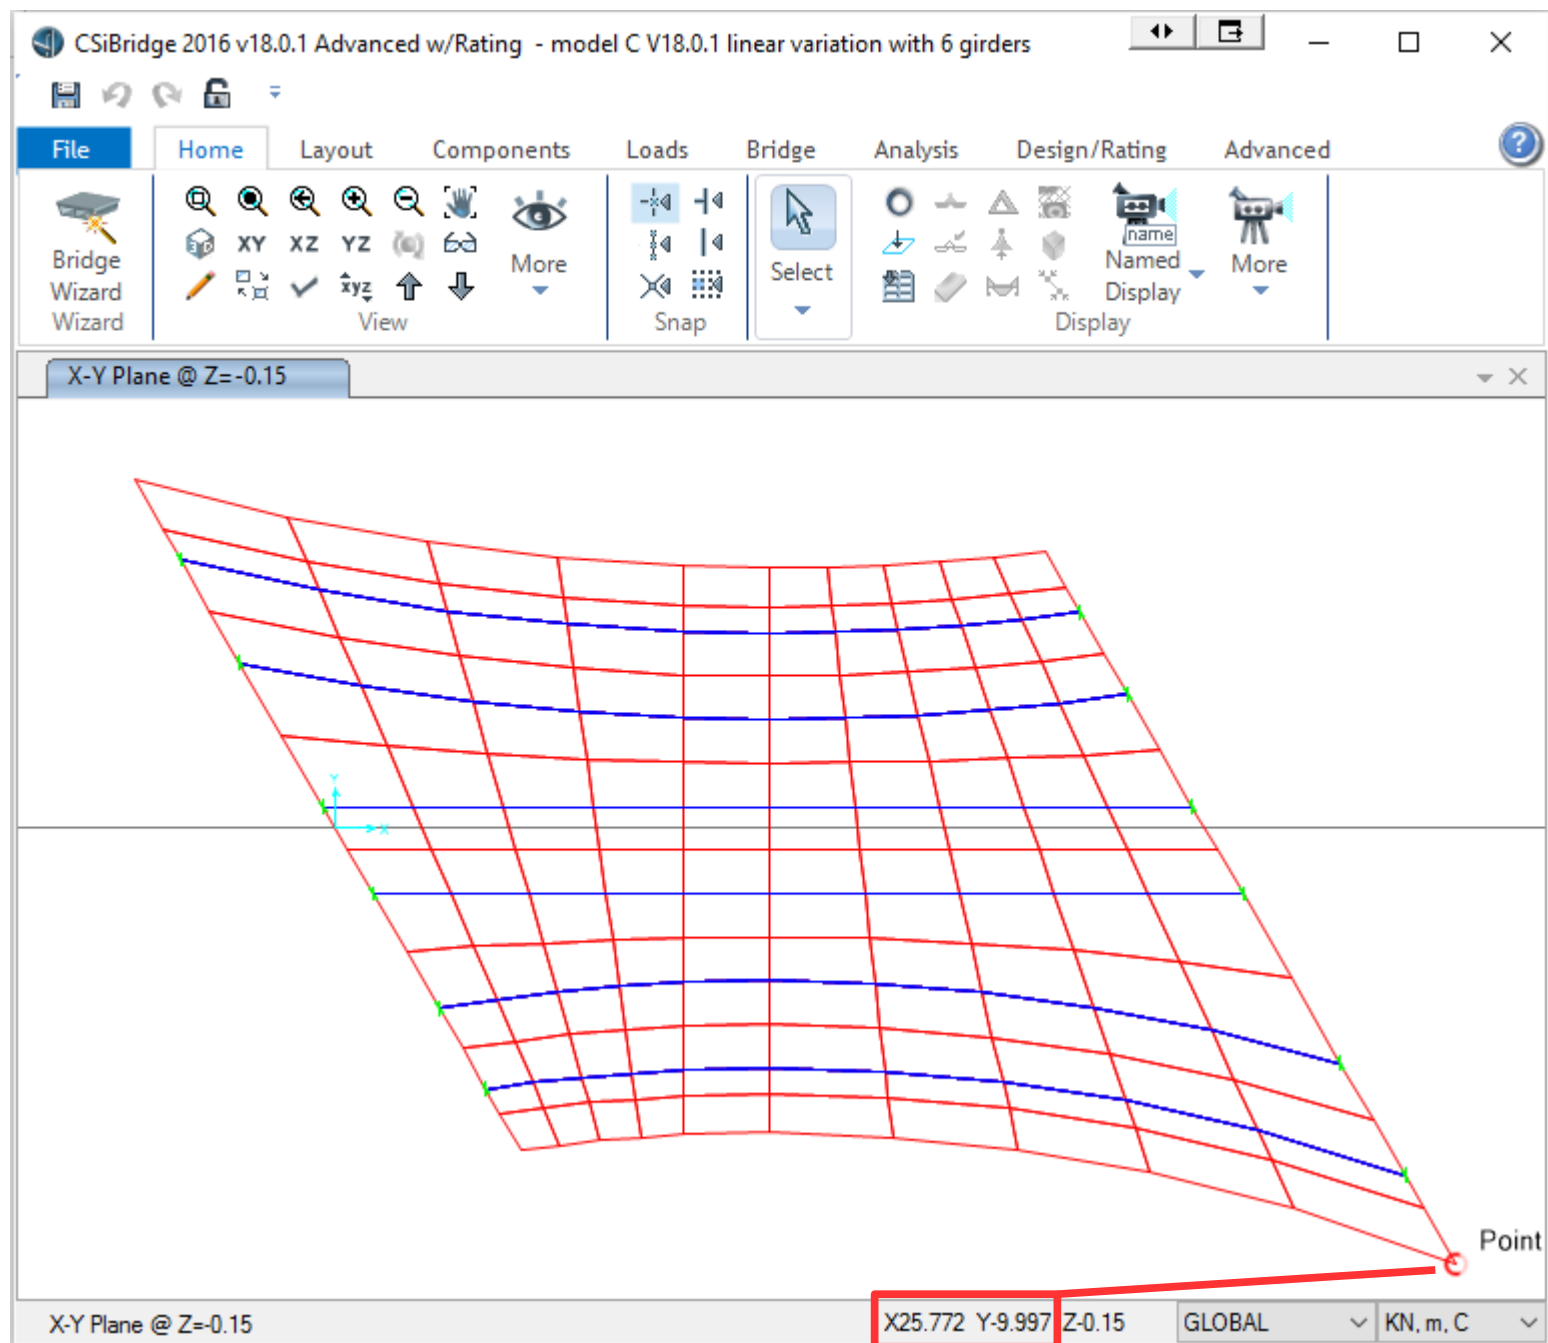 CSiBridge 2016 v18.0.1 Advanced w/Rating - model C V18.0.1 linear variation with 6 girders
File Home Layout Components Loads Bridge Analysis Design/Rating Advanced
?
3D XY XZ YZ
xyz
name
Bridge Wizard
More
Select
Named Display
More
Wizard View Snap Display
X-Y Plane @ Z=-0.15
Y
X
Point
X-Y Plane @ Z=-0.15 X25.772 Y-9.997 Z-0.15 GLOBAL KN, m, C